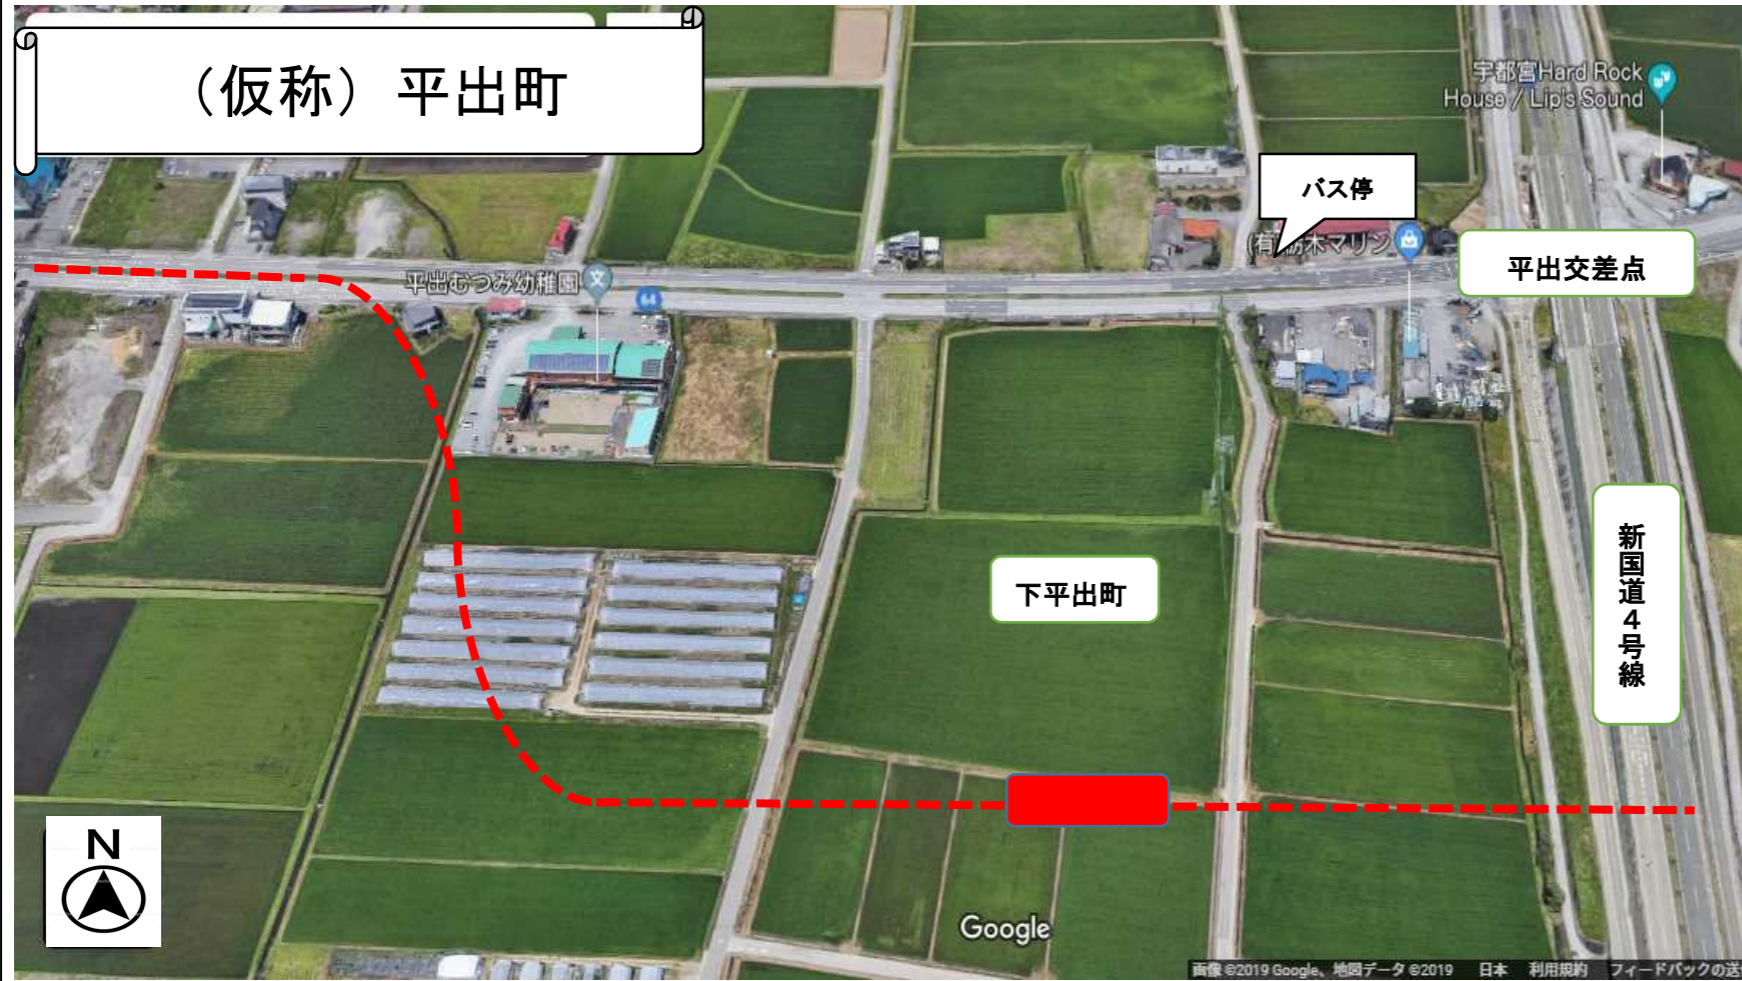 （仮称）平出町
宇都宮Hard Rock
House / Lip's Sound
バス停
(有)栃木マリン
平出交差点
平出むつみ幼稚園
文
64
新国道４号線
下平出町
N
Google
画像 ©2019 Google、地図データ ©2019 日本 利用規約 フィードバックの送